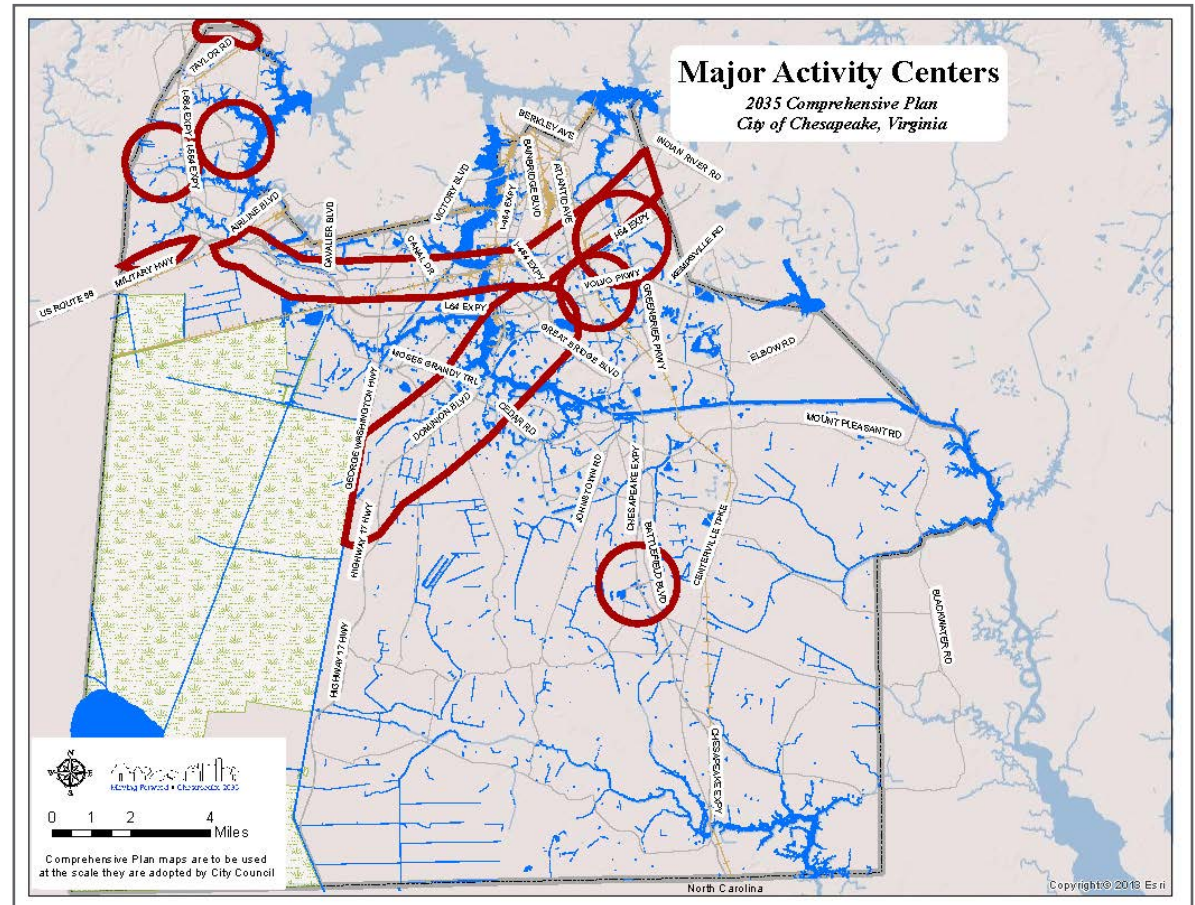 Major Activity Centers
2035 Comprehensive Plan
City of Chesapeake, Virginia
TAYLOR RD
I-664 EXPY
I-564 EXPY
AIRLINE BLVD
MILITARY HWY
CAVALIER BLVD
VICTORY BLVD
CANAL DR
I-464 EXPY
BERKLEY AVE
BAINBRIDGE BLVD
ATLANTIC AVE
INDIAN RIVER RD
I-64 EXPY
I-464 EXPY
KEMPSVILLE RD
VOLVO PKWY
I-64 EXPY
GREENBRIER PKWY
GREAT BRIDGE BLVD
ELBOW RD
MOSES GRANDY TRL
GEORGE WASHINGTON HWY
DOMINION BLVD
CEDAR RD
MOUNT PLEASANT RD
JOHNSTOWN RD
CHESAPEAKE EXPY
BATTLEFIELD BLVD
CENTERVILLE TPKE
HIGHWAY 17 HWY
BLACKWATER RD
HIGHWAY 17 HWY
CHESAPEAKE EXPY
N
W
E
S
Moving Forward • Chesapeake 2035
0 1 2 4
Miles
Comprehensive Plan maps are to be used
at the scale they are adopted by City Council
North Carolina
Copyright:© 2013 Esri